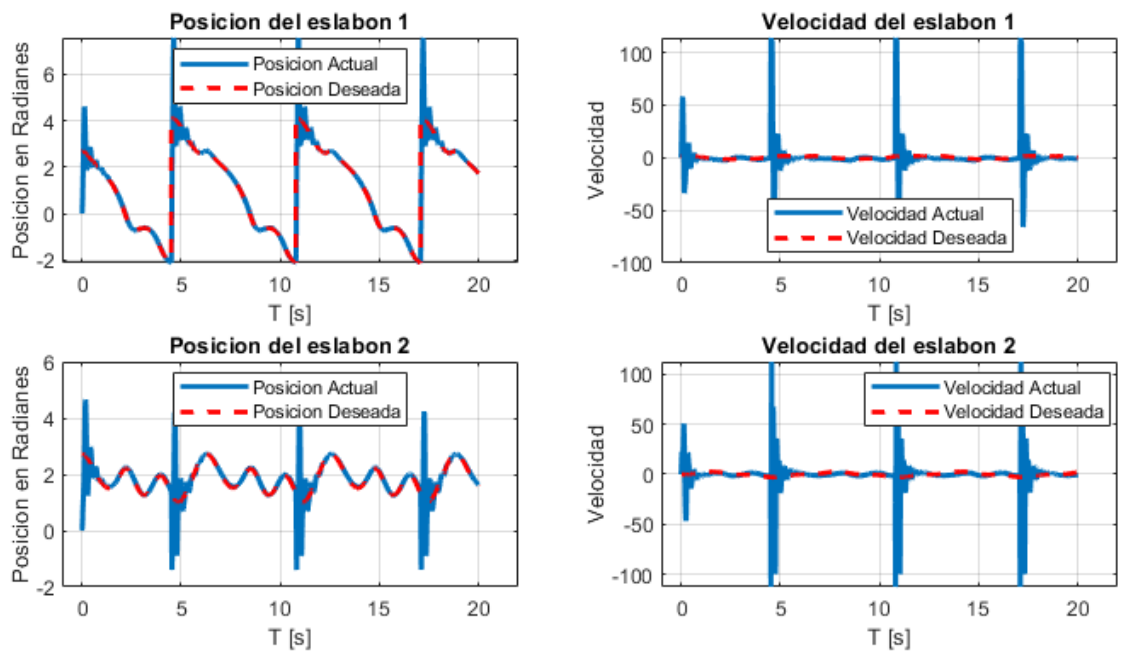 Posicion del eslabon 1
Posicion en Radianes
6
4
2
0
-2
Posicion Actual
Posicion Deseada
0 5 10 15 20
T [s]
Velocidad del eslabon 1
Velocidad
100
50
0
-50
-100
Velocidad Actual
Velocidad Deseada
0 5 10 15 20
T [s]
Posicion del eslabon 2
Posicion en Radianes
6
4
2
0
-2
Posicion Actual
Posicion Deseada
0 5 10 15 20
T [s]
Velocidad del eslabon 2
Velocidad
100
50
0
-50
-100
Velocidad Actual
Velocidad Deseada
0 5 10 15 20
T [s]